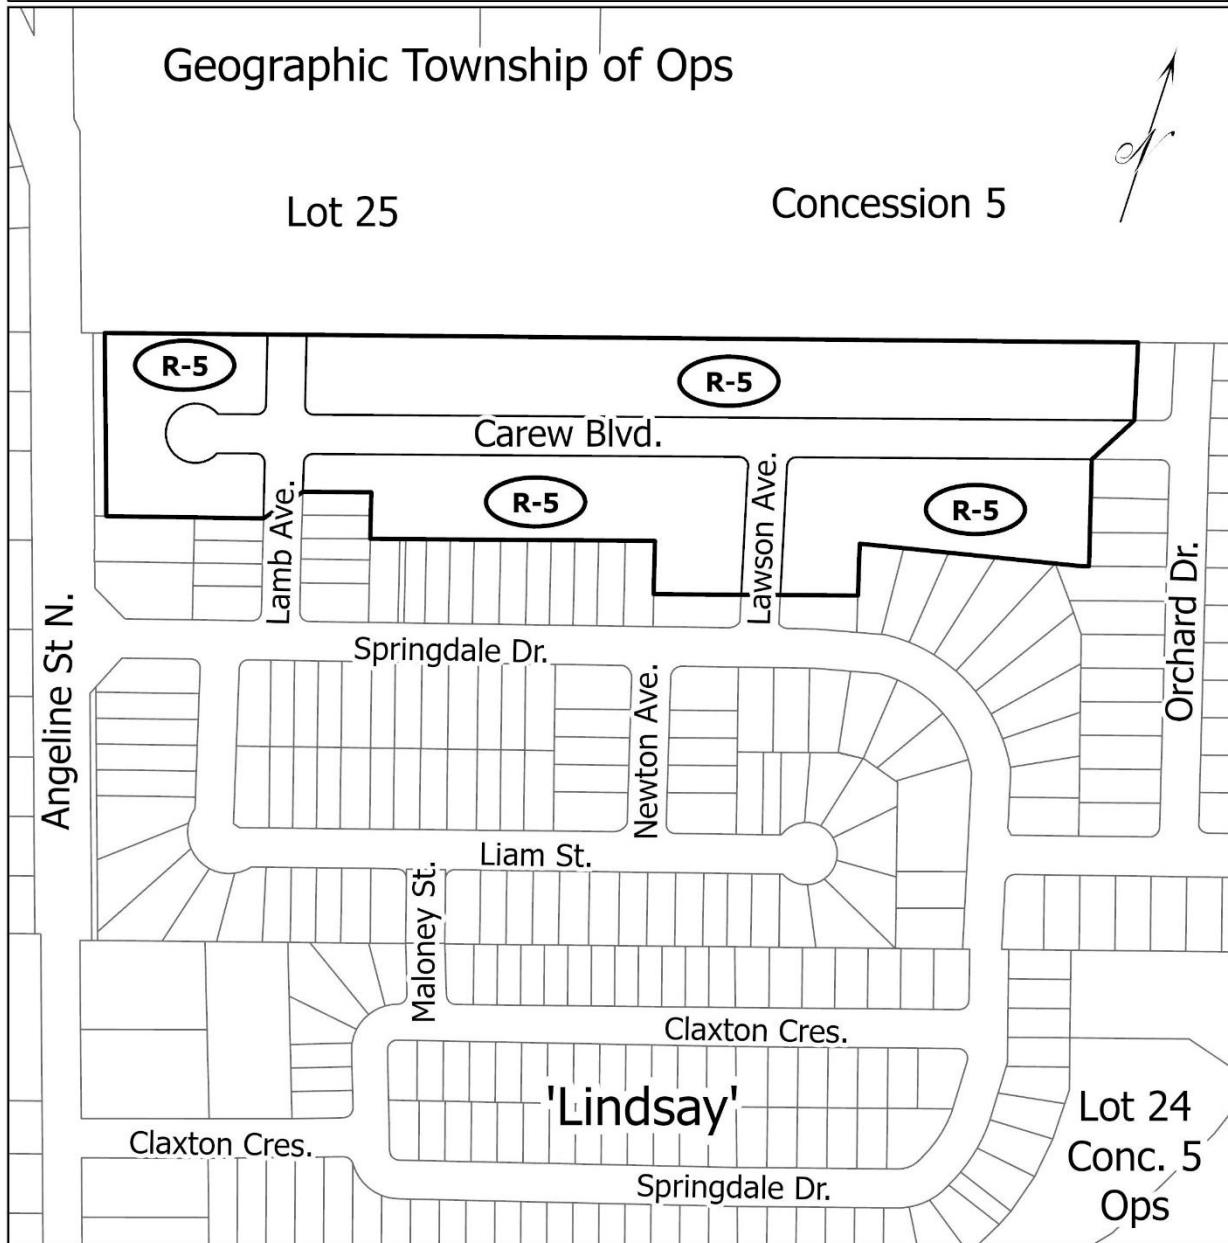 Geographic Township of Ops
Lot 25
Concession 5
R-5
R-5
Carew Blvd.
R-5
R-5
Lamb Ave.
Lawson Ave.
Angeline St N.
Springdale Dr.
Orchard Dr.
Newton Ave.
Liam St.
Maloney St.
Claxton Cres.
'Lindsay'
Lot 24
Conc. 5
Ops
Claxton Cres.
Springdale Dr.